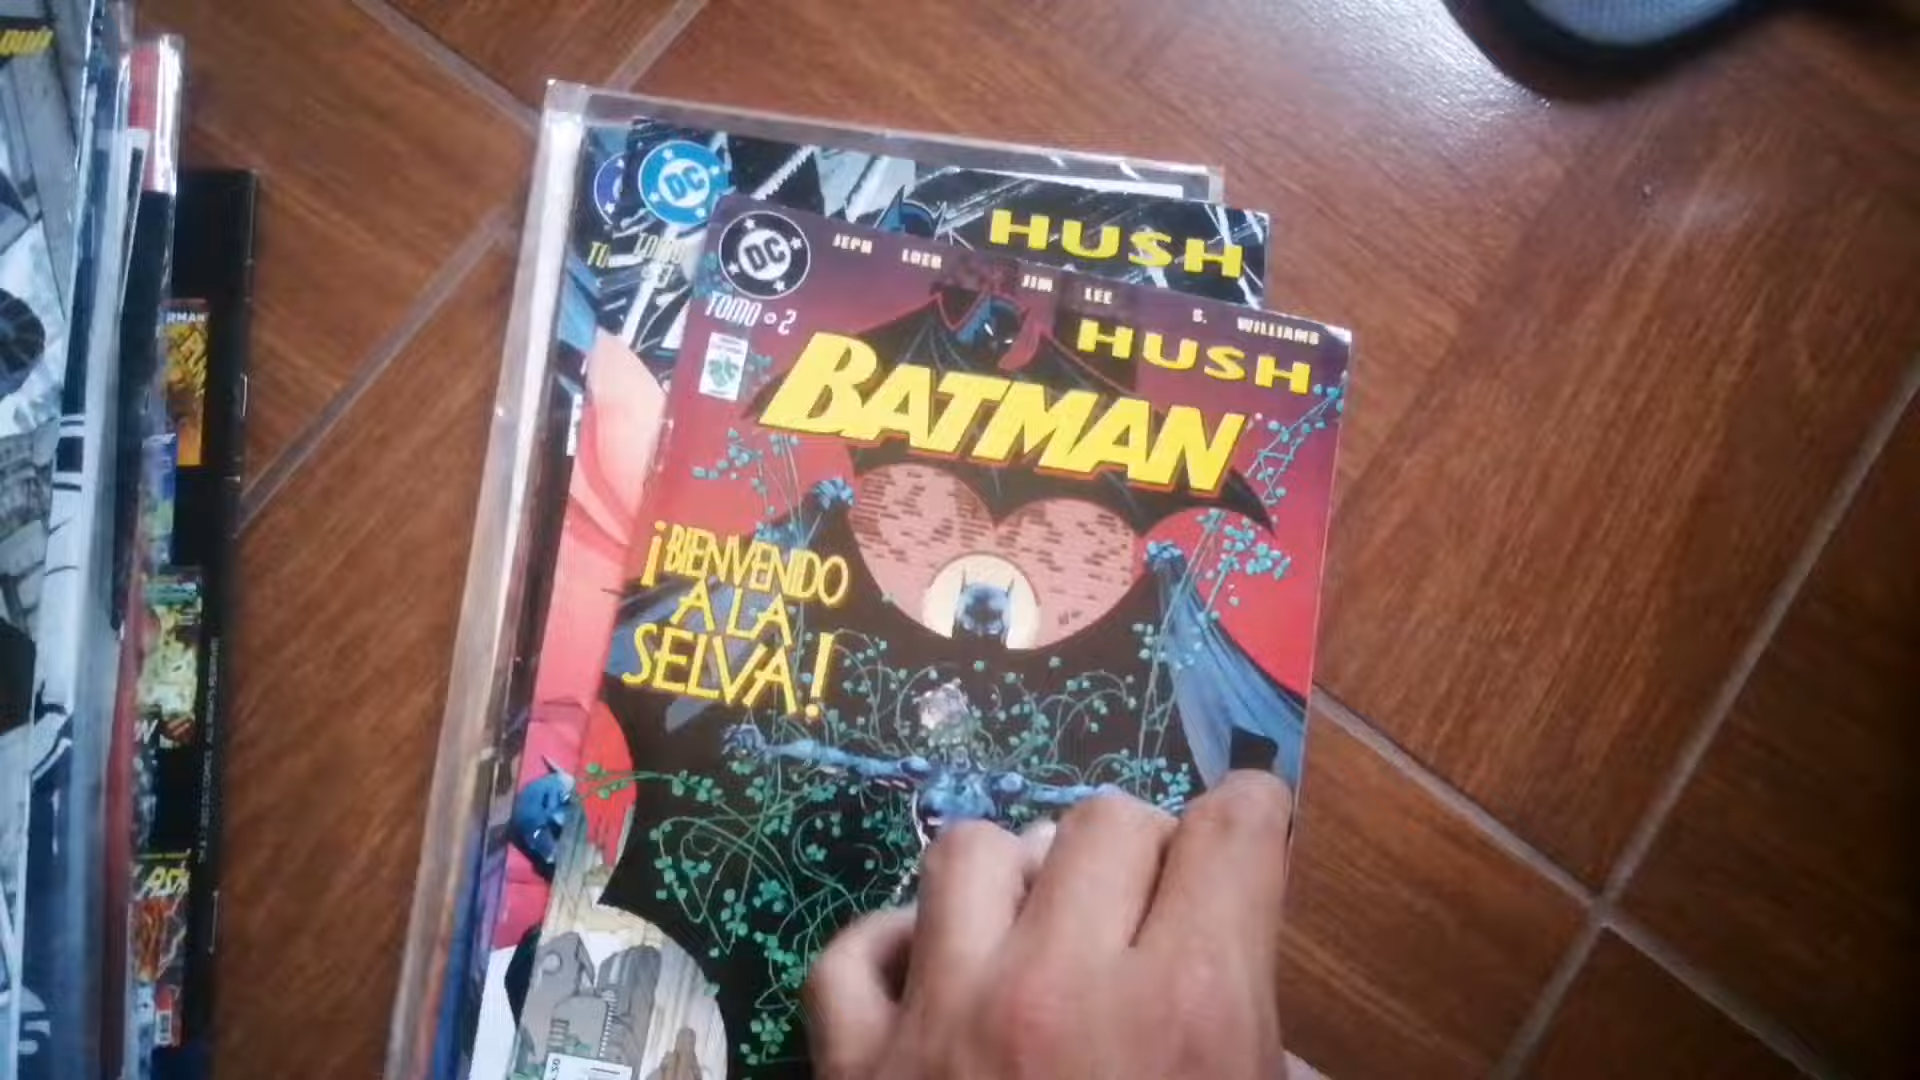 DC
HUSH
DC
JEPH LOEB JIM LEE S. WILLIAMS
TOMO 2
HUSH
BATMAN
¡BIENVENIDO
A LA
SELVA!